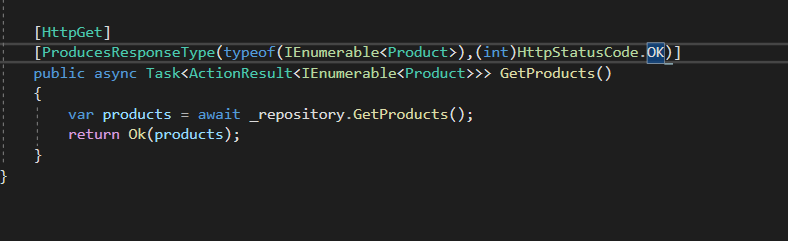 [HttpGet]
[ProducesResponseType(typeof(IEnumerable<Product>),(int)HttpStatusCode.OK)]
public async Task<ActionResult<IEnumerable<Product>>> GetProducts()
{
var products = await _repository.GetProducts();
return Ok(products);
}
}